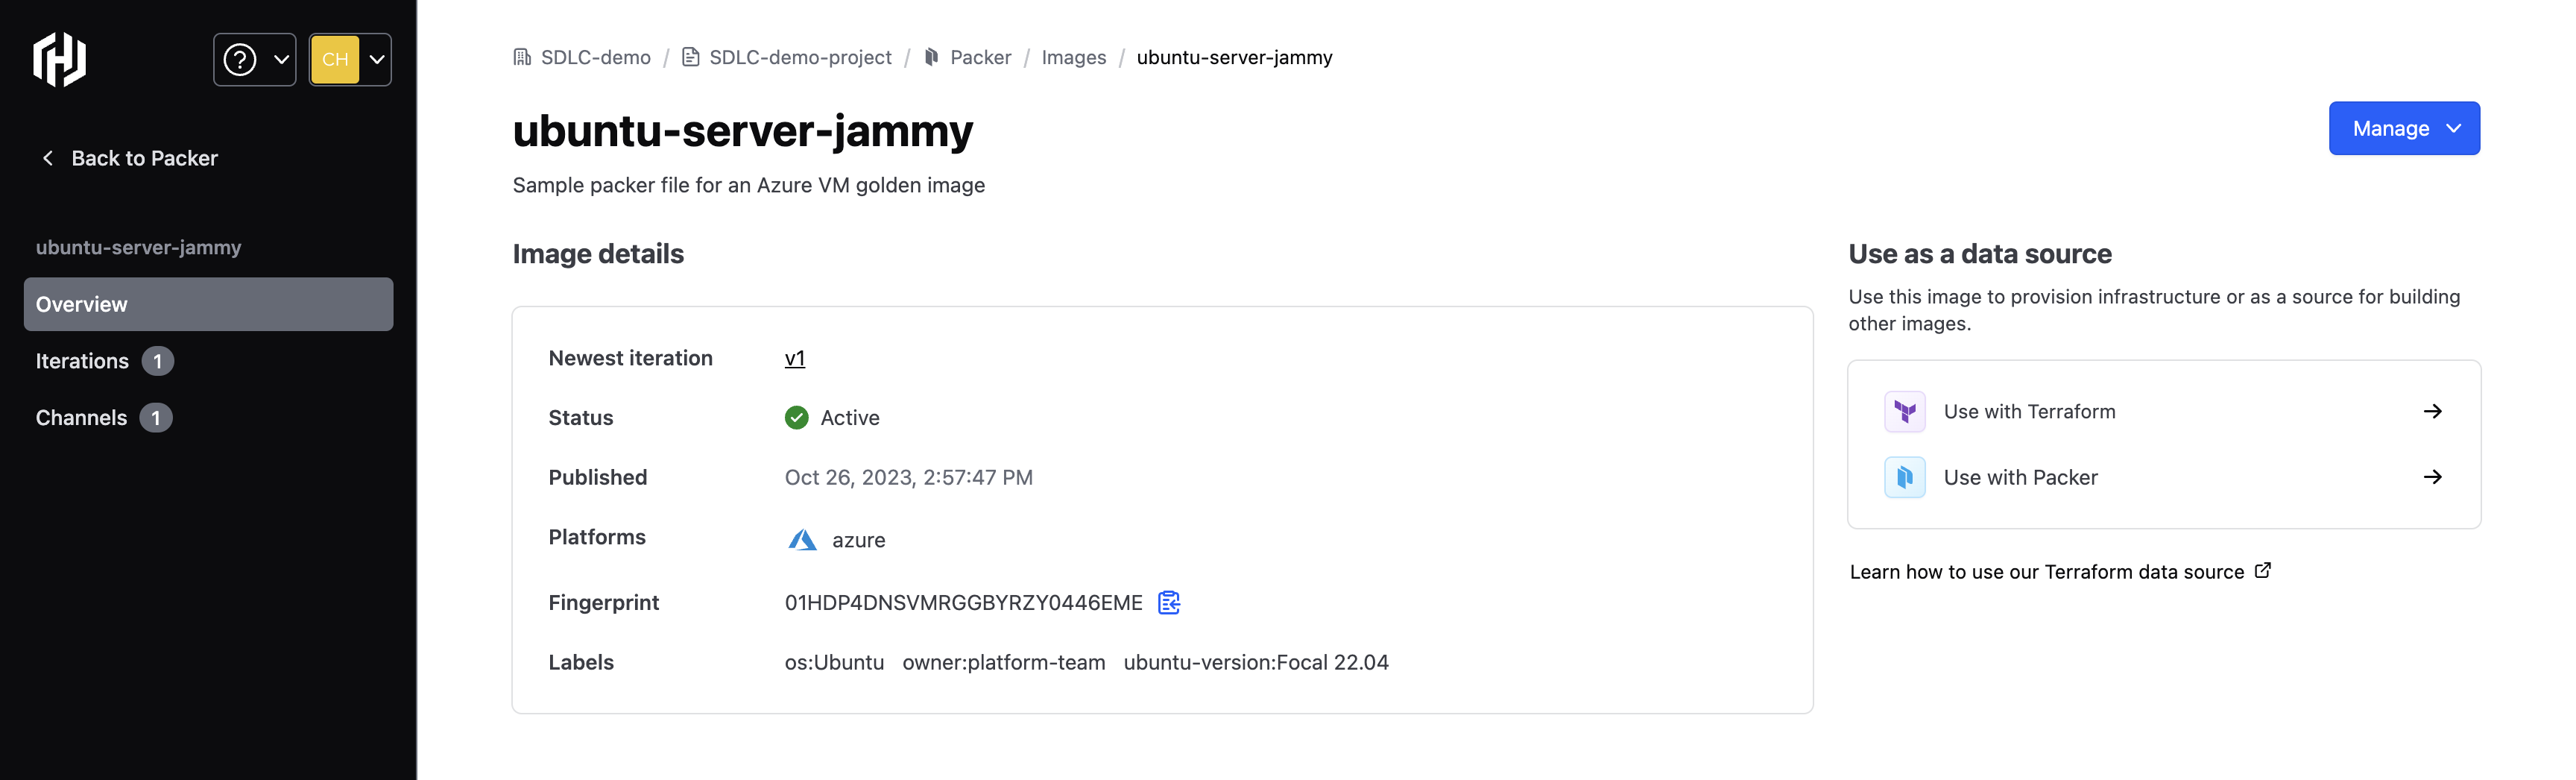 CH
Back to Packer
ubuntu-server-jammy
Overview
Iterations 1
Channels 1
SDLC-demo / SDLC-demo-project / Packer / Images / ubuntu-server-jammy
ubuntu-server-jammy
Manage
Sample packer file for an Azure VM golden image
Image details
Newest iteration v1
Status Active
Published Oct 26, 2023, 2:57:47 PM
Platforms azure
Fingerprint 01HDP4DNSVMRGGBYRZY0446EME
Labels os:Ubuntu owner:platform-team ubuntu-version:Focal 22.04
Use as a data source
Use this image to provision infrastructure or as a source for building
other images.
Use with Terraform
Use with Packer
Learn how to use our Terraform data source